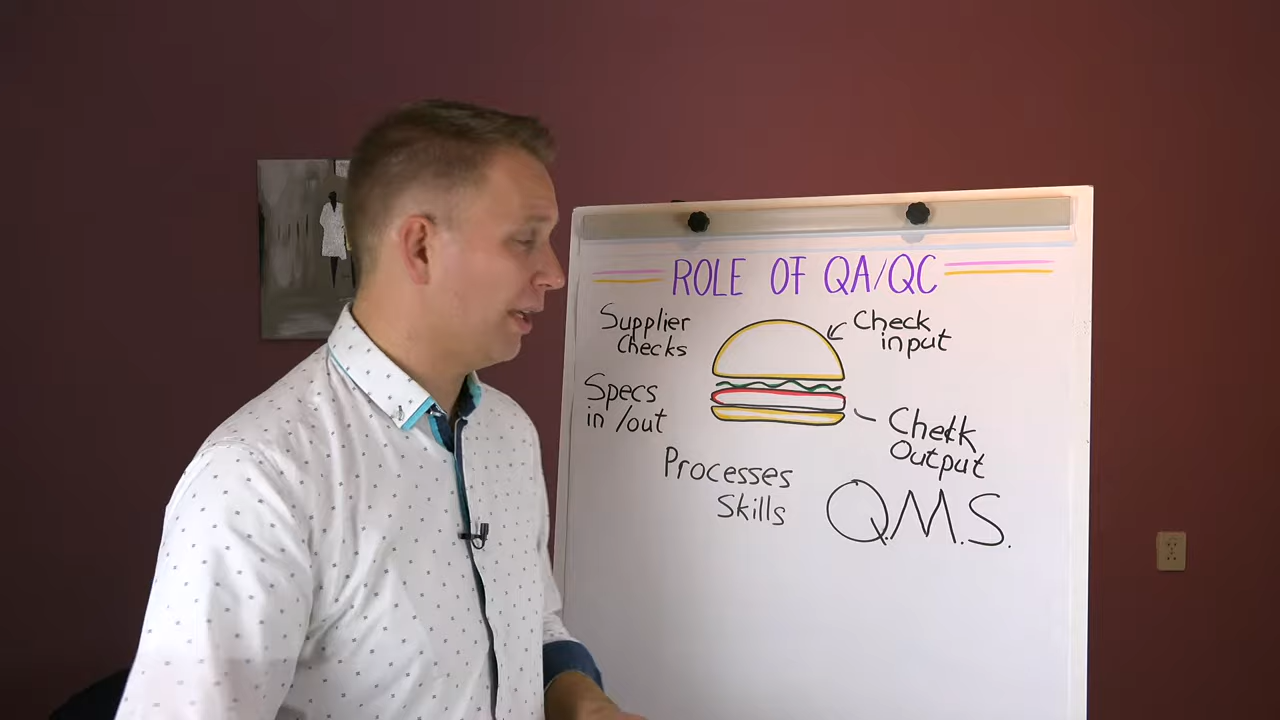 ROLE OF QA/QC
Supplier
Checks
Check
input
Specs
in/out
Check
Output
Processes
Skills
Q.M.S.